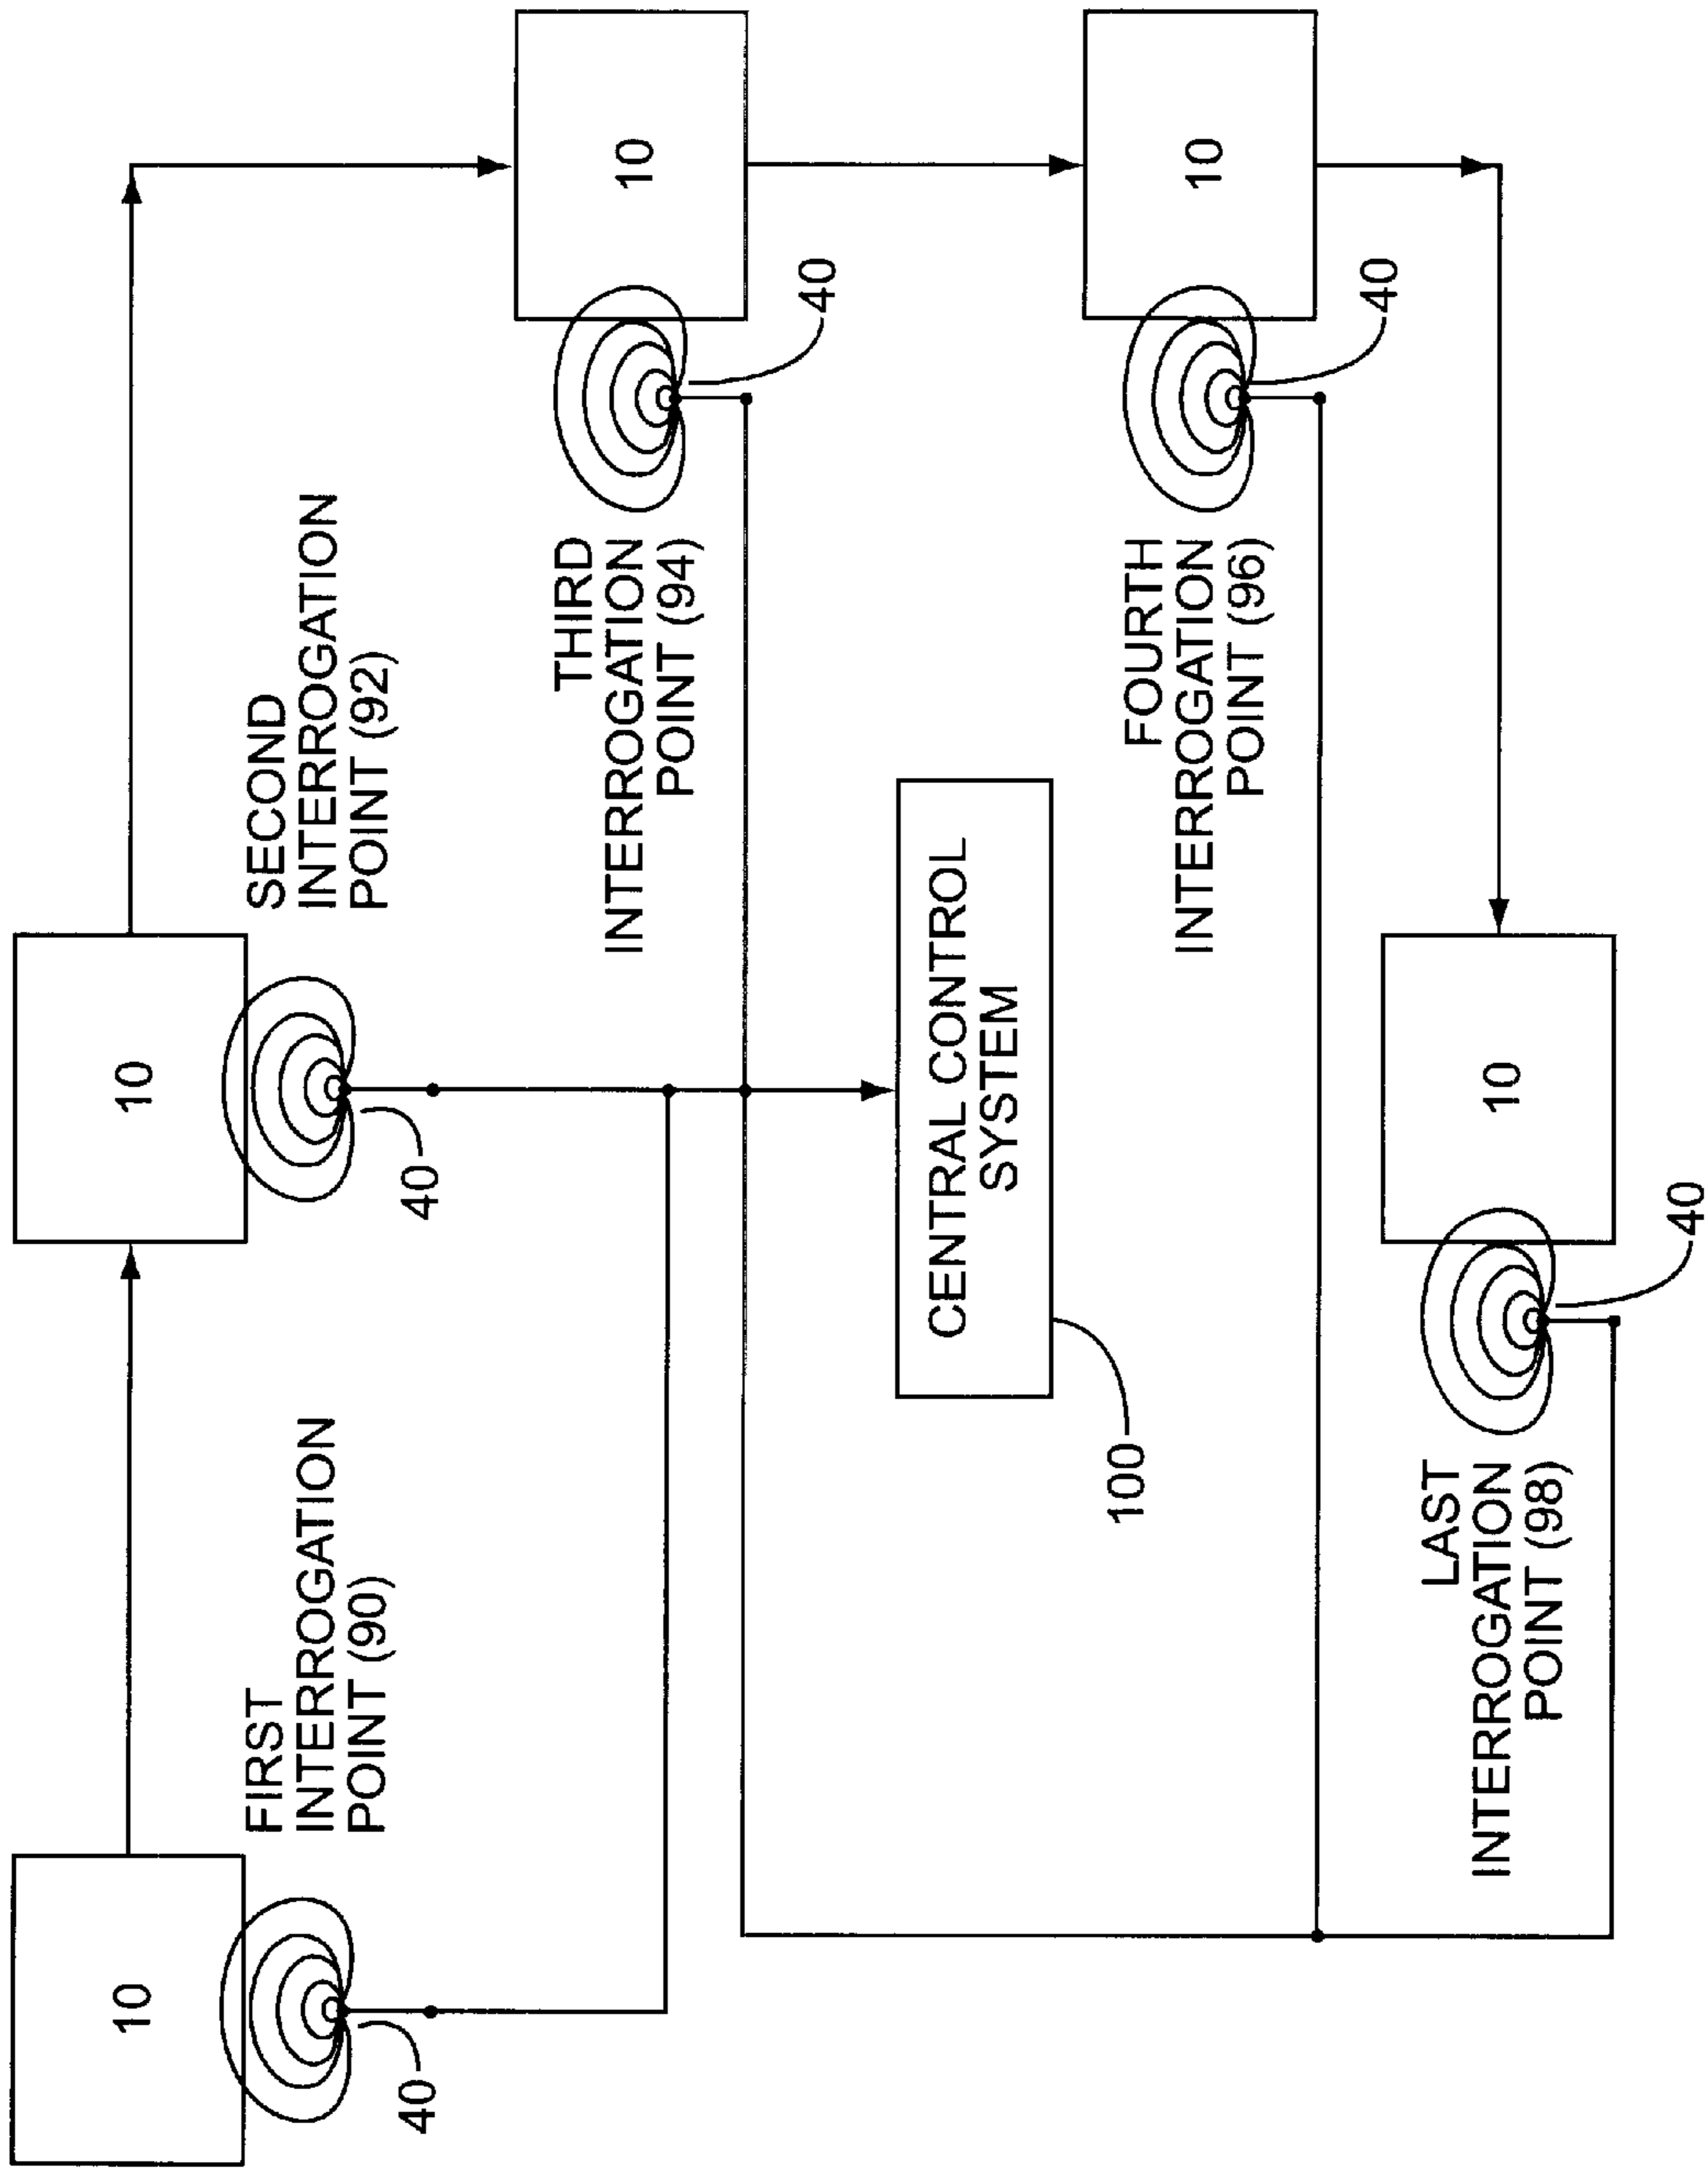 10
10
FIRST
INTERROGATION
POINT (90)
SECOND
INTERROGATION
POINT (92)
40
40
10
THIRD
INTERROGATION
POINT (94)
40
CENTRAL CONTROL
SYSTEM
100
10
FOURTH
INTERROGATION
POINT (96)
40
10
LAST
INTERROGATION
POINT (98)
40